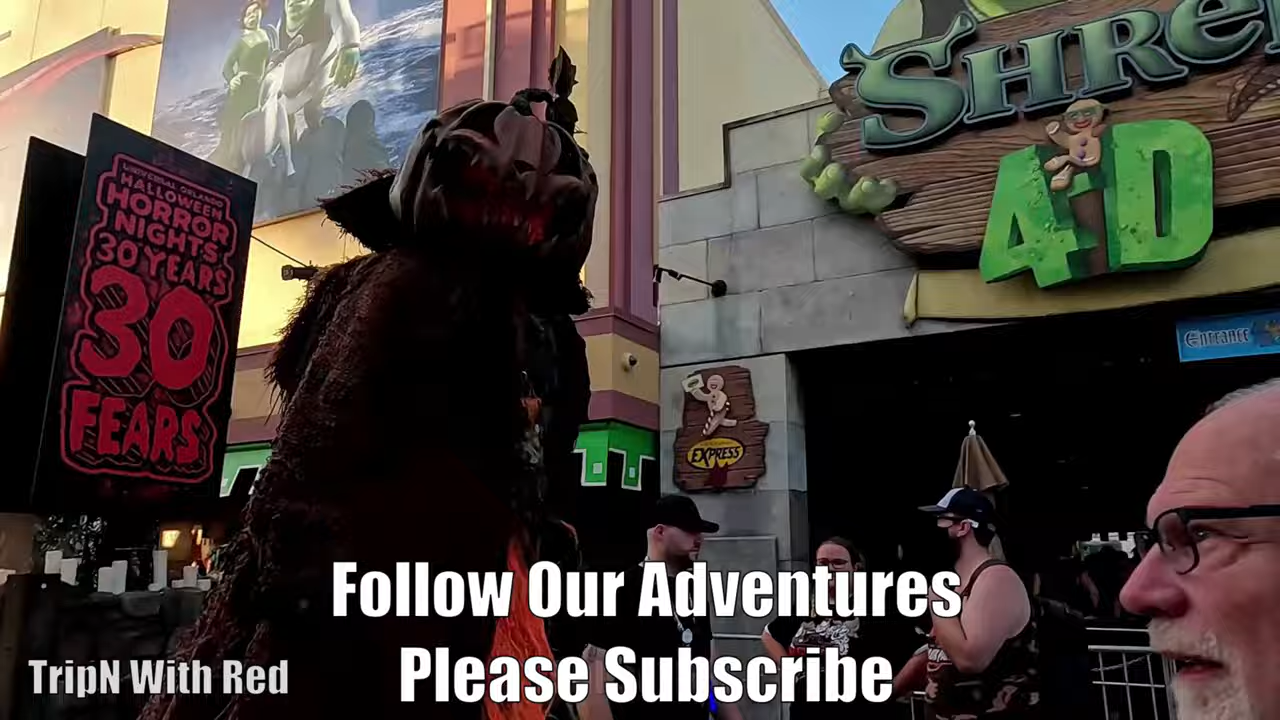 UNIVERSAL ORLANDO
HALLOWEEN
HORROR
NIGHTS
30 YEARS
30
FEARS
SHREK
4D
Entrance
EXPRESS
Follow Our Adventures
Please Subscribe
TripN With Red